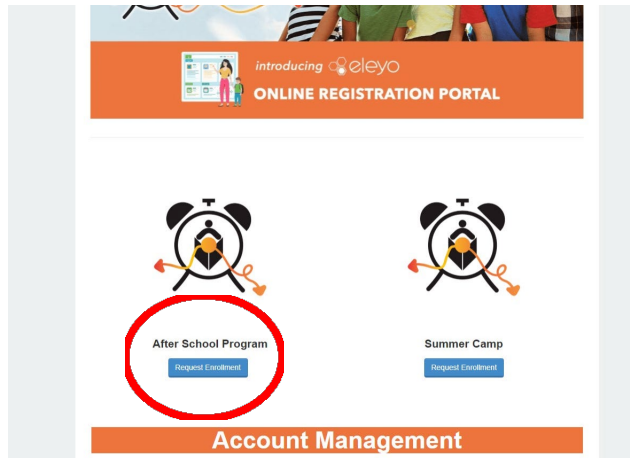 introducing eleyo
ONLINE REGISTRATION PORTAL
After School Program
Request Enrollment
Summer Camp
Request Enrollment
Account Management